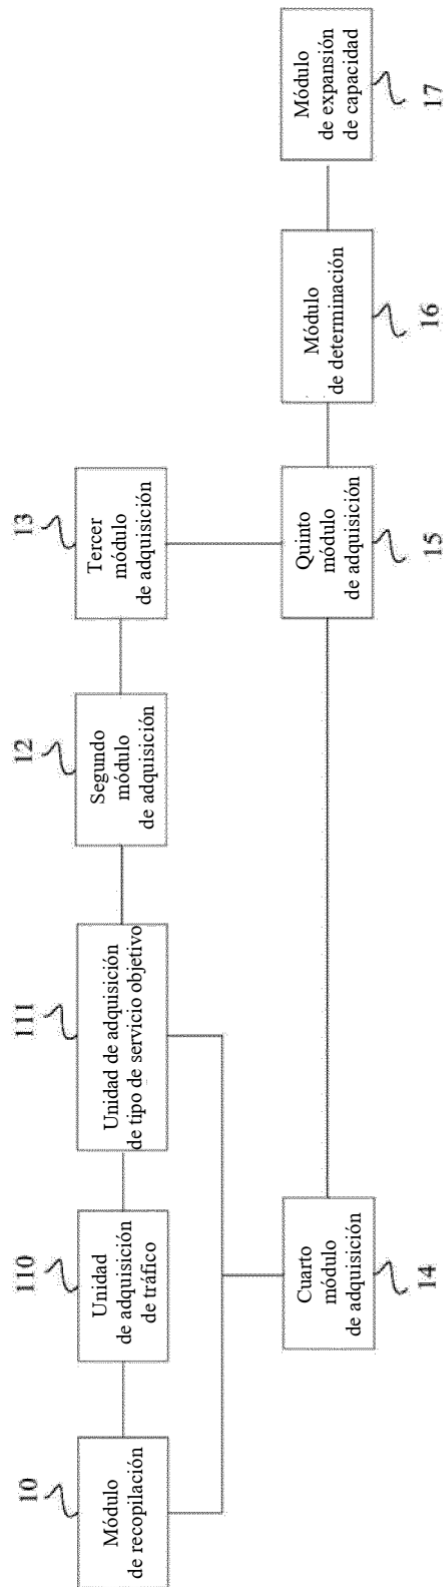 10
Módulo
de recopilación
110
Unidad
de adquisición
de tráfico
111
Unidad de adquisición
de tipo de servicio objetivo
12
Segundo
módulo
de adquisición
13
Tercer
módulo
de adquisición
Cuarto
módulo
de adquisición
14
Quinto
módulo
de adquisición
15
Módulo
de determinación
16
Módulo
de expansión
de capacidad
17